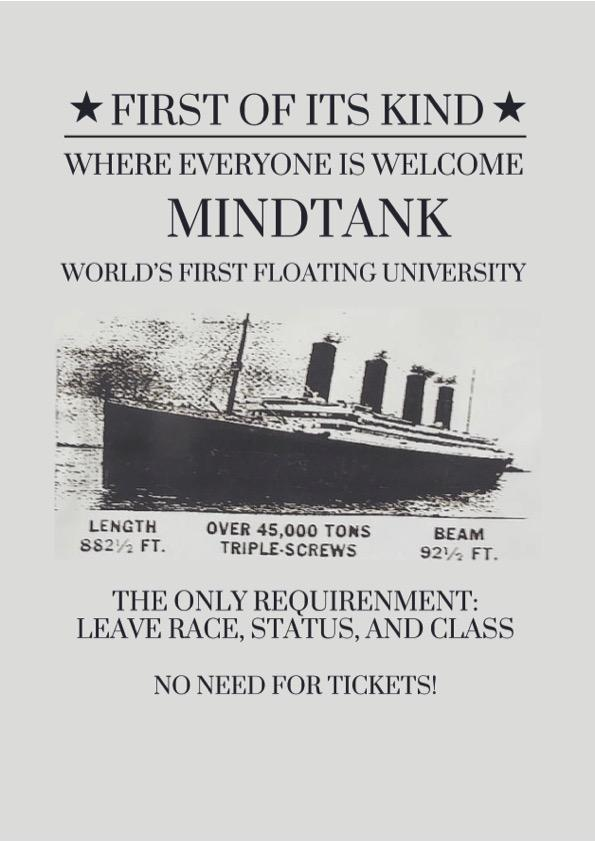 ★ FIRST OF ITS KIND ★
WHERE EVERYONE IS WELCOME
MINDTANK
WORLD'S FIRST FLOATING UNIVERSITY
LENGTH OVER 45,000 TONS BEAM
882½ FT. TRIPLE-SCREWS 92½ FT.
THE ONLY REQUIRENMENT:
LEAVE RACE, STATUS, AND CLASS
NO NEED FOR TICKETS!